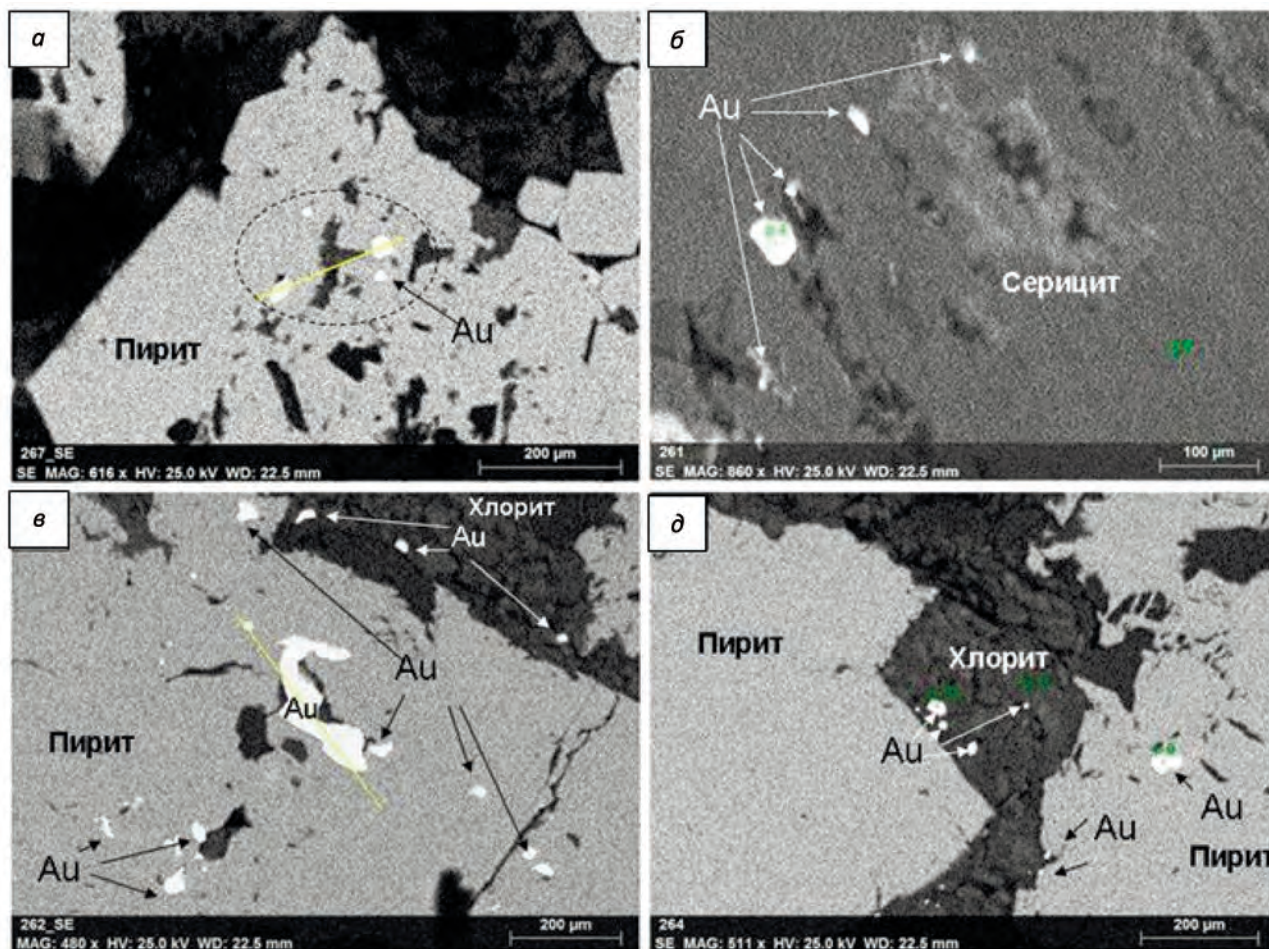 а
Au
Пирит
267_SE
SE MAG: 616 x HV: 25.0 kV WD: 22.5 mm
200 µm
б
Au
Серицит
261
SE MAG: 860 x HV: 25.0 kV WD: 22.5 mm
100 µm
в
Хлорит
Au
Au
Au
Пирит
Au
262_SE
SE MAG: 480 x HV: 25.0 kV WD: 22.5 mm
200 µm
д
Пирит
Хлорит
Au
Au
Au
Пирит
264
SE MAG: 511 x HV: 25.0 kV WD: 22.5 mm
200 µm